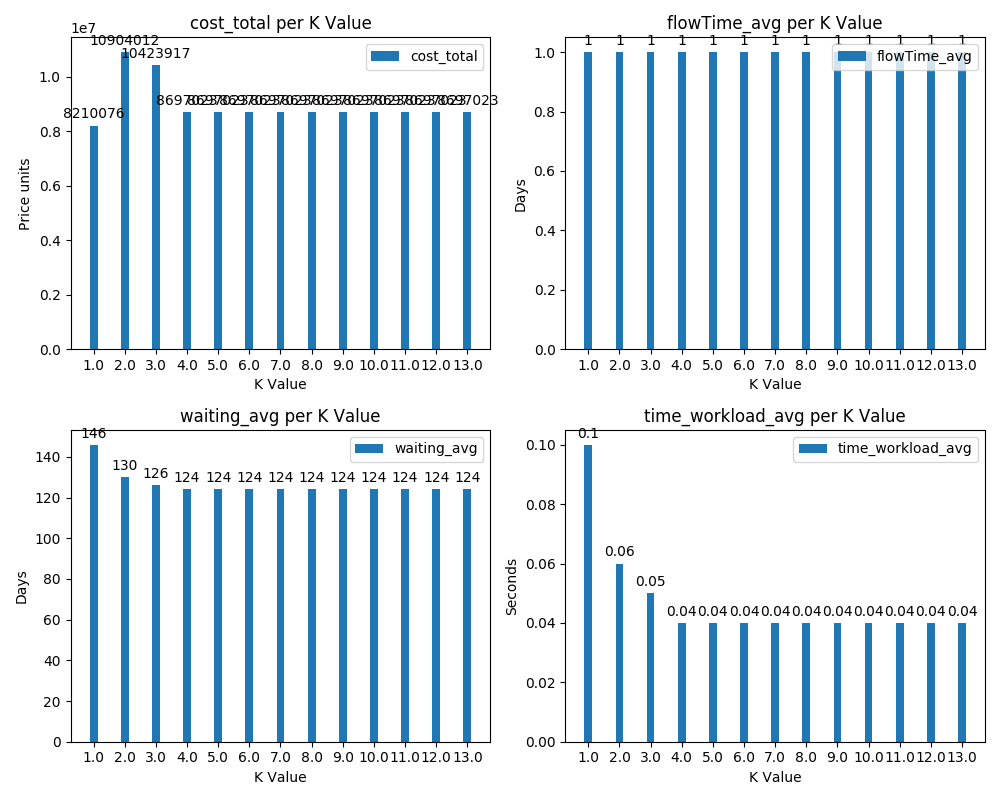 cost_total per K Value
1e7
10904012
10423917
8210076
8697023 8697023 8697023 8697023 8697023 8697023 8697023 8697023 8697023 8697023
cost_total
1.0
0.8
0.6
0.4
0.2
0.0
Price units
1.0 2.0 3.0 4.0 5.0 6.0 7.0 8.0 9.0 10.0 11.0 12.0 13.0
K Value
flowTime_avg per K Value
1 1 1 1 1 1 1 1 1 1 1 1 1
flowTime_avg
1.0
0.8
0.6
0.4
0.2
0.0
Days
1.0 2.0 3.0 4.0 5.0 6.0 7.0 8.0 9.0 10.0 11.0 12.0 13.0
K Value
waiting_avg per K Value
146 130 126 124 124 124 124 124 124 124 124 124 124
waiting_avg
140
120
100
80
60
40
20
0
Days
1.0 2.0 3.0 4.0 5.0 6.0 7.0 8.0 9.0 10.0 11.0 12.0 13.0
K Value
time_workload_avg per K Value
0.1 0.06 0.05 0.04 0.04 0.04 0.04 0.04 0.04 0.04 0.04 0.04 0.04
time_workload_avg
0.10
0.08
0.06
0.04
0.02
0.00
Seconds
1.0 2.0 3.0 4.0 5.0 6.0 7.0 8.0 9.0 10.0 11.0 12.0 13.0
K Value